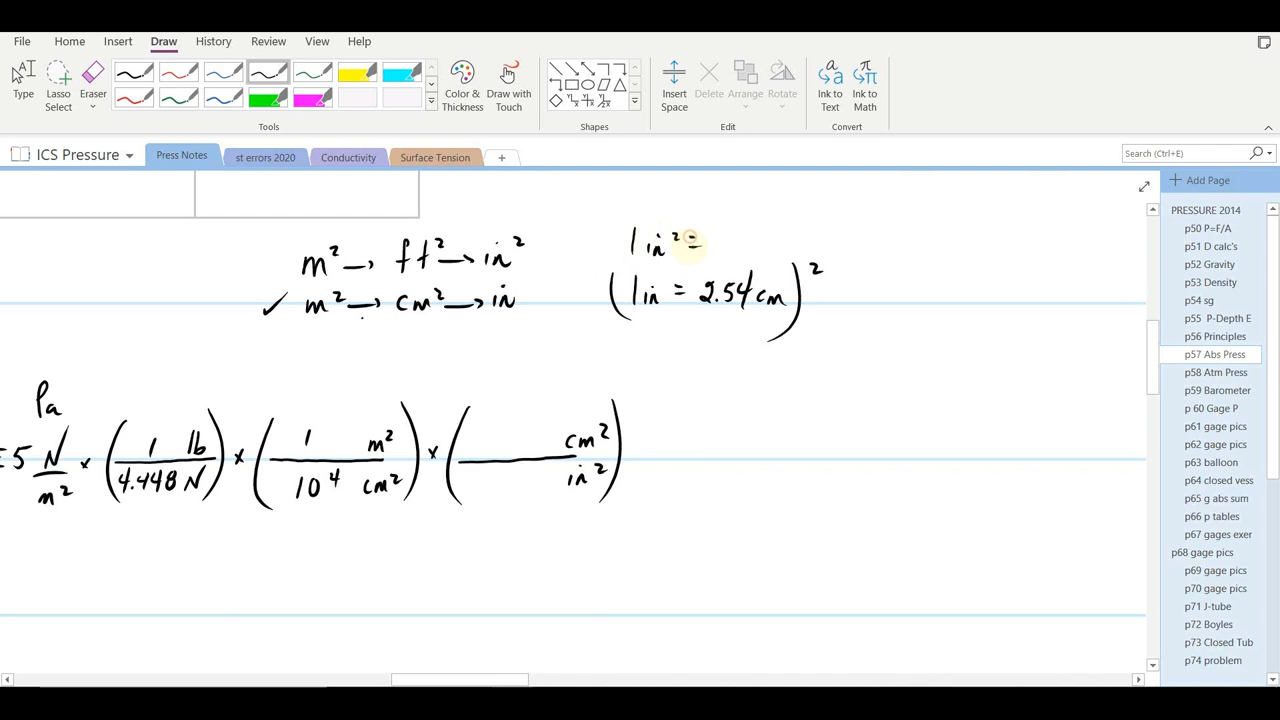 File Home Insert Draw History Review View Help
Type Lasso Select Eraser Color & Thickness Draw with Touch Insert Space Delete Arrange Rotate Ink to Text Ink to Math
Tools Shapes Edit Convert
ICS Pressure Press Notes st errors 2020 Conductivity Surface Tension + Search (Ctrl+E)
m² → ft² → in²
✓ m² → cm² → in
1 in² =
(1 in = 2.54 cm)²
Pa
= 5 N/m² × (1 lb / 4.448 N) × (1 m² / 10⁴ cm²) × ( cm² / in²)
+ Add Page
PRESSURE 2014
p50 P=F/A
p51 D calc's
p52 Gravity
p53 Density
p54 sg
p55 P-Depth E
p56 Principles
p57 Abs Press
p58 Atm Press
p59 Barometer
p 60 Gage P
p61 gage pics
p62 gage pics
p63 balloon
p64 closed vess
p65 g abs sum
p66 p tables
p67 gages exer
p68 gage pics
p69 gage pics
p70 gage pics
p71 J-tube
p72 Boyles
p73 Closed Tub
p74 problem